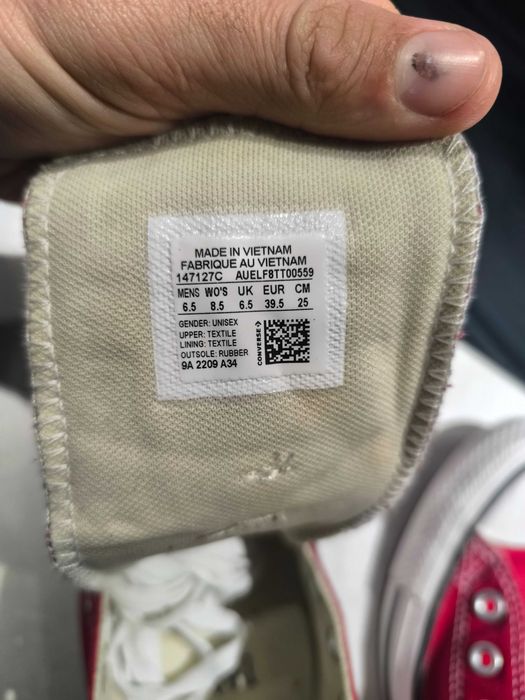 MADE IN VIETNAM
FABRIQUE AU VIETNAM
147127C AUELF8TT00559
MENS WO'S UK EUR CM
6.5 8.5 6.5 39.5 25
GENDER: UNISEX
UPPER: TEXTILE
LINING: TEXTILE
OUTSOLE: RUBBER
9A 2209 A34
CONVERSE